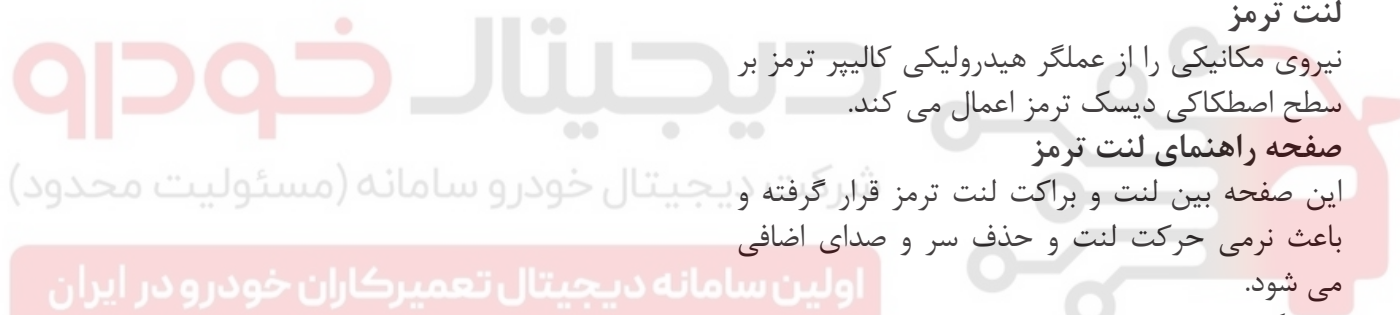 لنت ترمز
نیروی مکانیکی را از عملگر هیدرولیکی کالیپر ترمز بر
سطح اصطکاکی دیسک ترمز اعمال می کند.
صفحه راهنمای لنت ترمز
این صفحه بین لنت و براکت لنت ترمز قرار گرفته و
باعث نرمی حرکت لنت و حذف سر و صدای اضافی
می شود.
دیجیتال خودرو
شرکت دیجیتال خودرو سامانه (مسئولیت محدود)
اولین سامانه دیجیتال تعمیرکاران خودرو در ایران